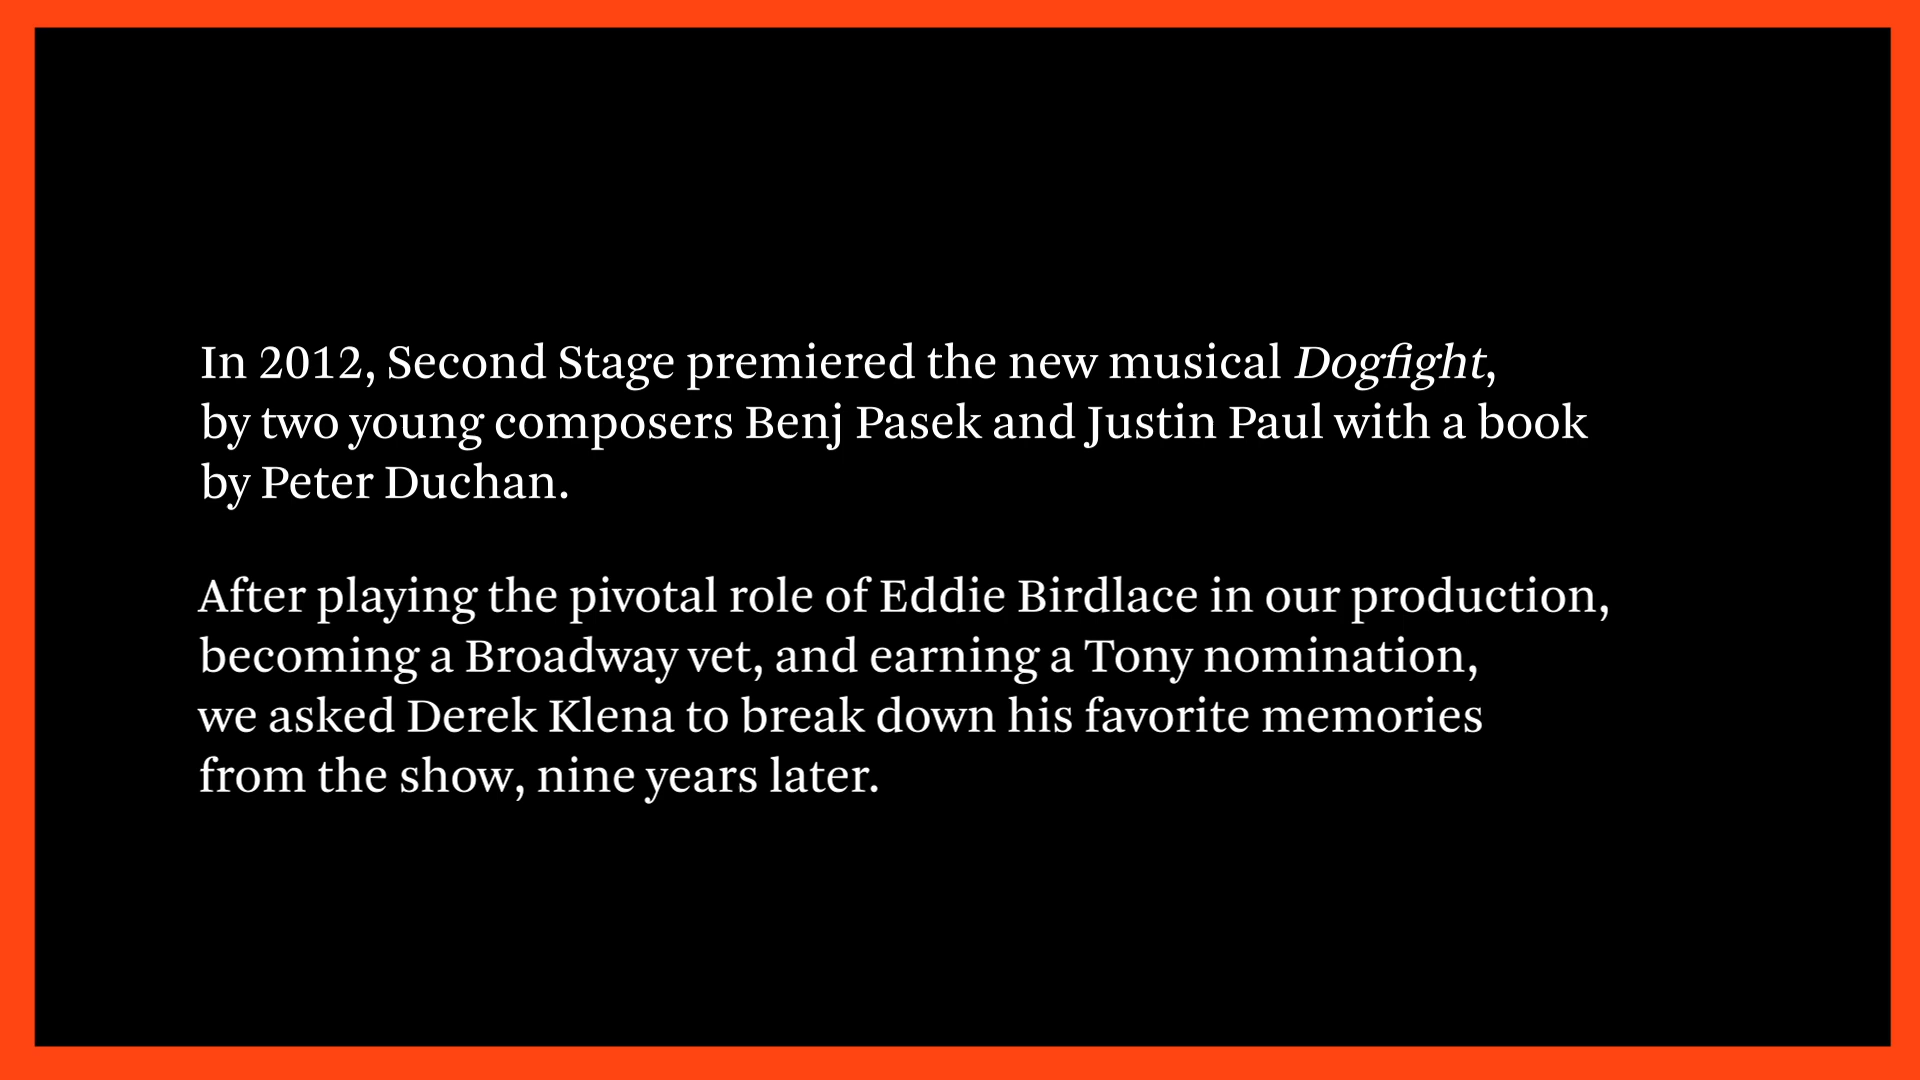 In 2012, Second Stage premiered the new musical Dogfight,
by two young composers Benj Pasek and Justin Paul with a book
by Peter Duchan.
After playing the pivotal role of Eddie Birdlace in our production,
becoming a Broadway vet, and earning a Tony nomination,
we asked Derek Klena to break down his favorite memories
from the show, nine years later.